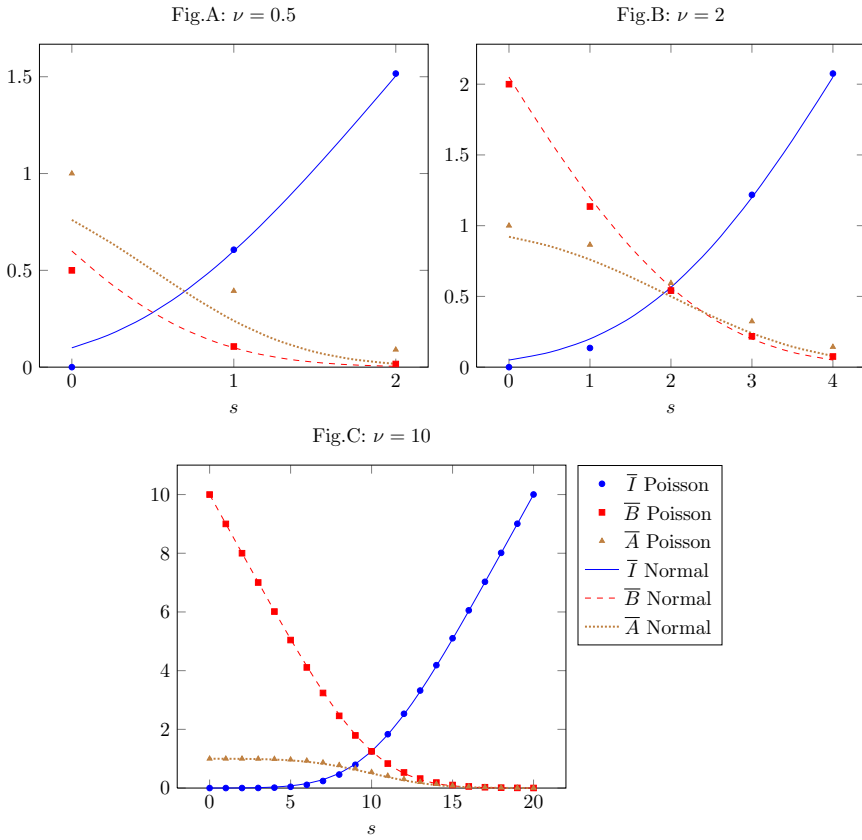 Fig.A: ν = 0.5
1.5
1
0.5
0
0 1 2
s
Fig.B: ν = 2
2
1.5
1
0.5
0
0 1 2 3 4
s
Fig.C: ν = 10
10
8
6
4
2
0
0 5 10 15 20
s
I̅ Poisson
B̅ Poisson
A̅ Poisson
I̅ Normal
B̅ Normal
A̅ Normal